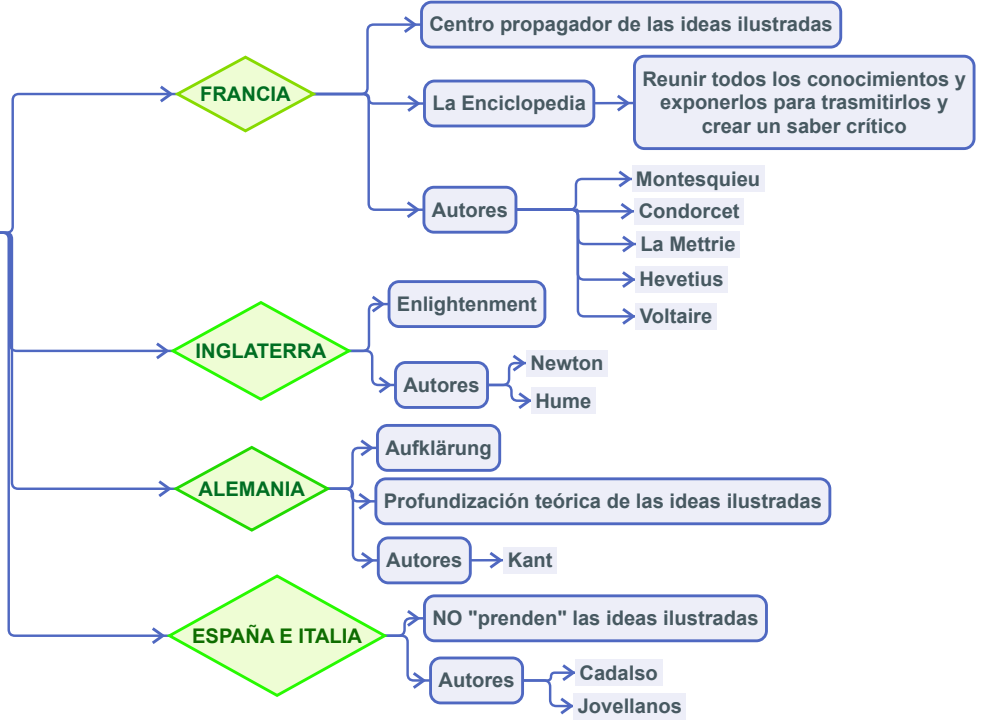 FRANCIA
Centro propagador de las ideas ilustradas
La Enciclopedia
Reunir todos los conocimientos y
exponerlos para trasmitirlos y
crear un saber crítico
Autores
Montesquieu
Condorcet
La Mettrie
Hevetius
Voltaire
INGLATERRA
Enlightenment
Autores
Newton
Hume
ALEMANIA
Aufklärung
Profundización teórica de las ideas ilustradas
Autores
Kant
ESPAÑA E ITALIA
NO "prenden" las ideas ilustradas
Autores
Cadalso
Jovellanos